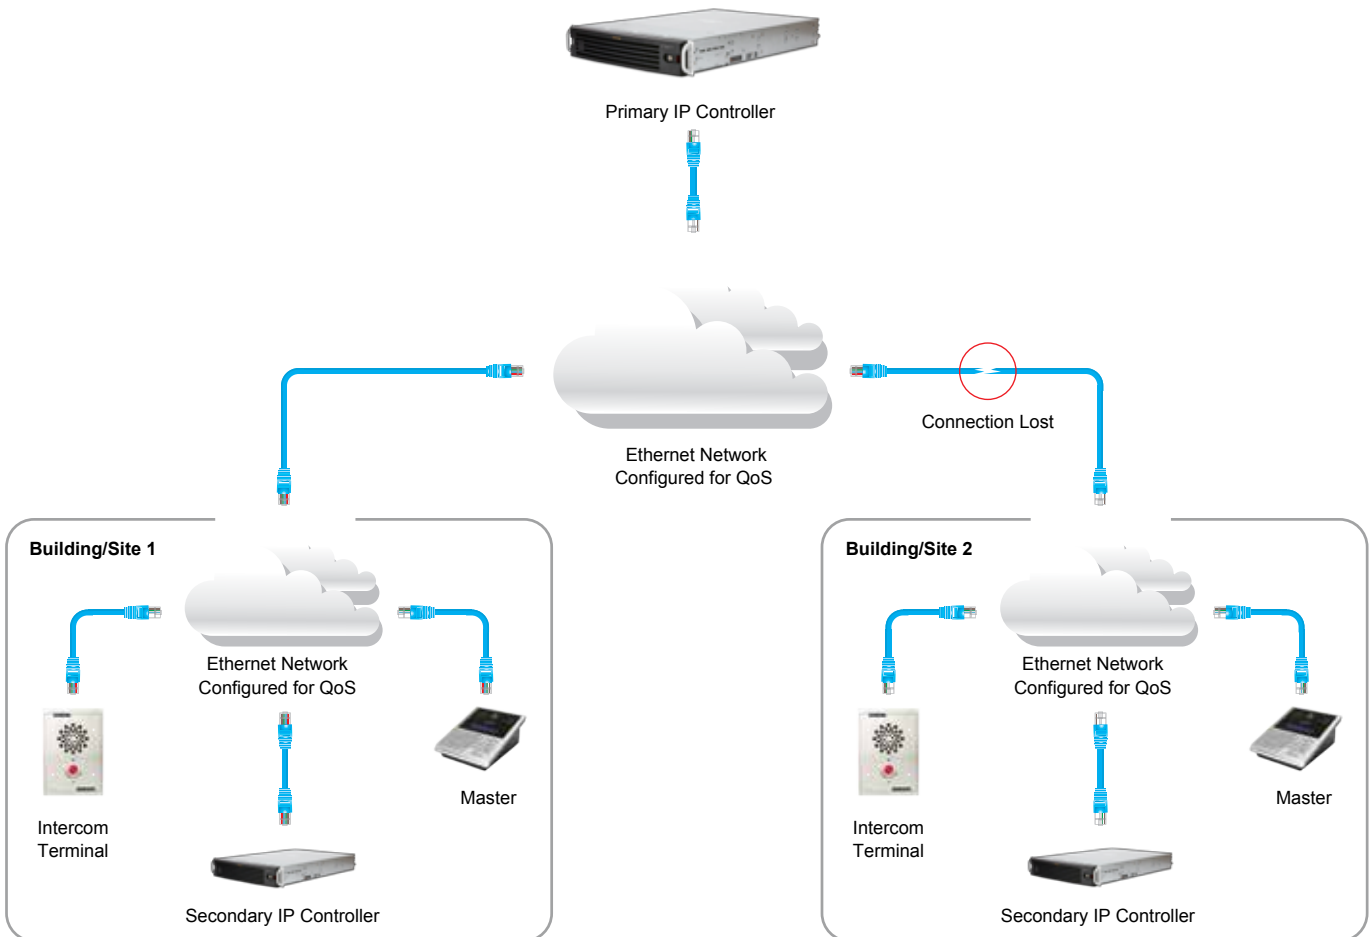 Primary IP Controller
Ethernet Network
Configured for QoS
Connection Lost
Building/Site 1
Ethernet Network
Configured for QoS
Intercom
Terminal
Master
Secondary IP Controller
Building/Site 2
Ethernet Network
Configured for QoS
Intercom
Terminal
Master
Secondary IP Controller